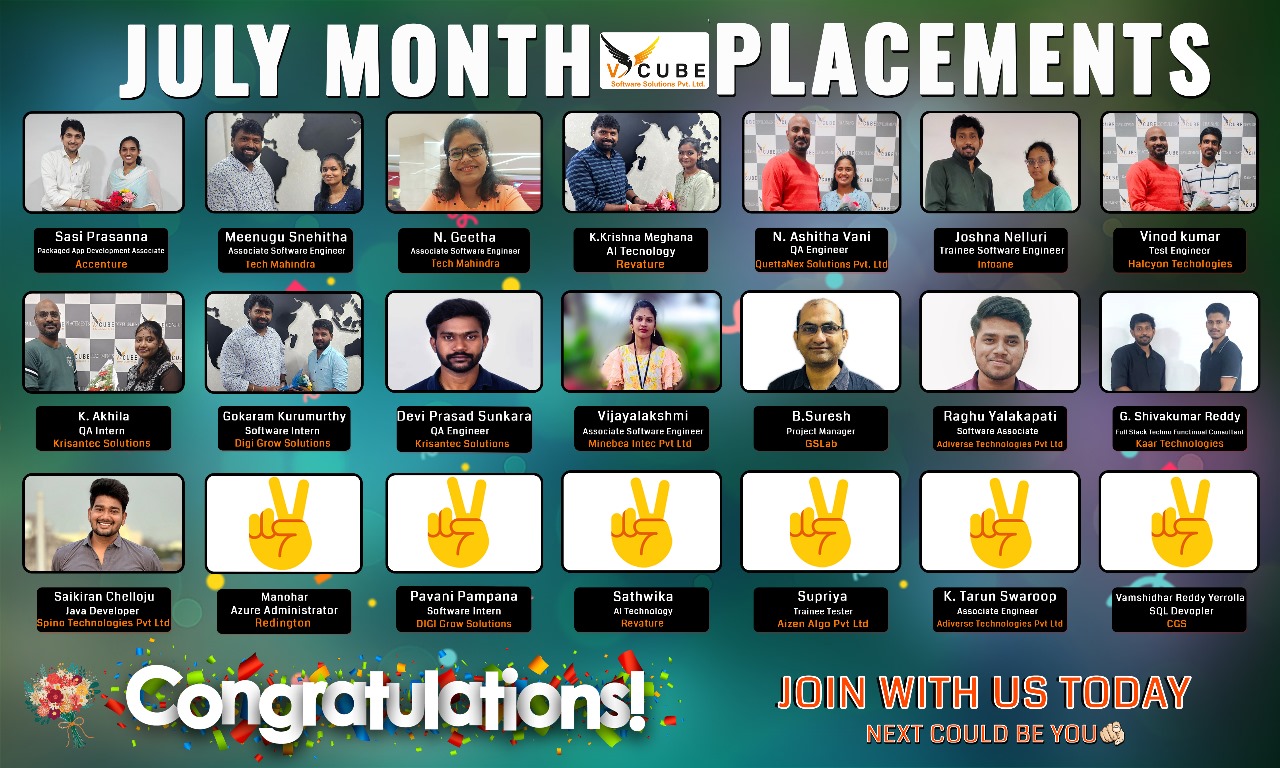 JULY MONTH V CUBE PLACEMENTS
Software Solutions Pvt. Ltd.
Sasi Prasanna
Packaged App Development Associate
Accenture
Meenugu Snehitha
Associate Software Engineer
Tech Mahindra
N. Geetha
Associate Software Engineer
Tech Mahindra
K.Krishna Meghana
AI Tecnology
Revature
N. Ashitha Vani
QA Engineer
QuettaNex Solutions Pvt. Ltd
Joshna Nelluri
Trainee Software Engineer
Infoane
Vinod kumar
Test Engineer
Halcyon Techologies
K. Akhila
QA Intern
Krisantec Solutions
Gokaram Kurumurthy
Software Intern
Digi Grow Solutions
Devi Prasad Sunkara
QA Engineer
Krisantec Solutions
Vijayalakshmi
Associate Software Engineer
Minebea Intec Pvt Ltd
B.Suresh
Project Manager
GSLab
Raghu Yalakapati
Software Associate
Adiverse Technologies Pvt Ltd
G. Shivakumar Reddy
Full Stack Techno Functional Consultant
Kaar Technologies
Saikiran Chelloju
Java Developer
Spino Technologies Pvt Ltd
Manohar
Azure Administrator
Redington
Pavani Pampana
Software Intern
DIGI Grow Solutions
Sathwika
AI Technology
Revature
Supriya
Trainee Tester
Aizen Algo Pvt Ltd
K. Tarun Swaroop
Associate Engineer
Adiverse Technologies Pvt Ltd
Vamshidhar Reddy Yerrolla
SQL Devopler
CGS
Congratulations!
JOIN WITH US TODAY
NEXT COULD BE YOU